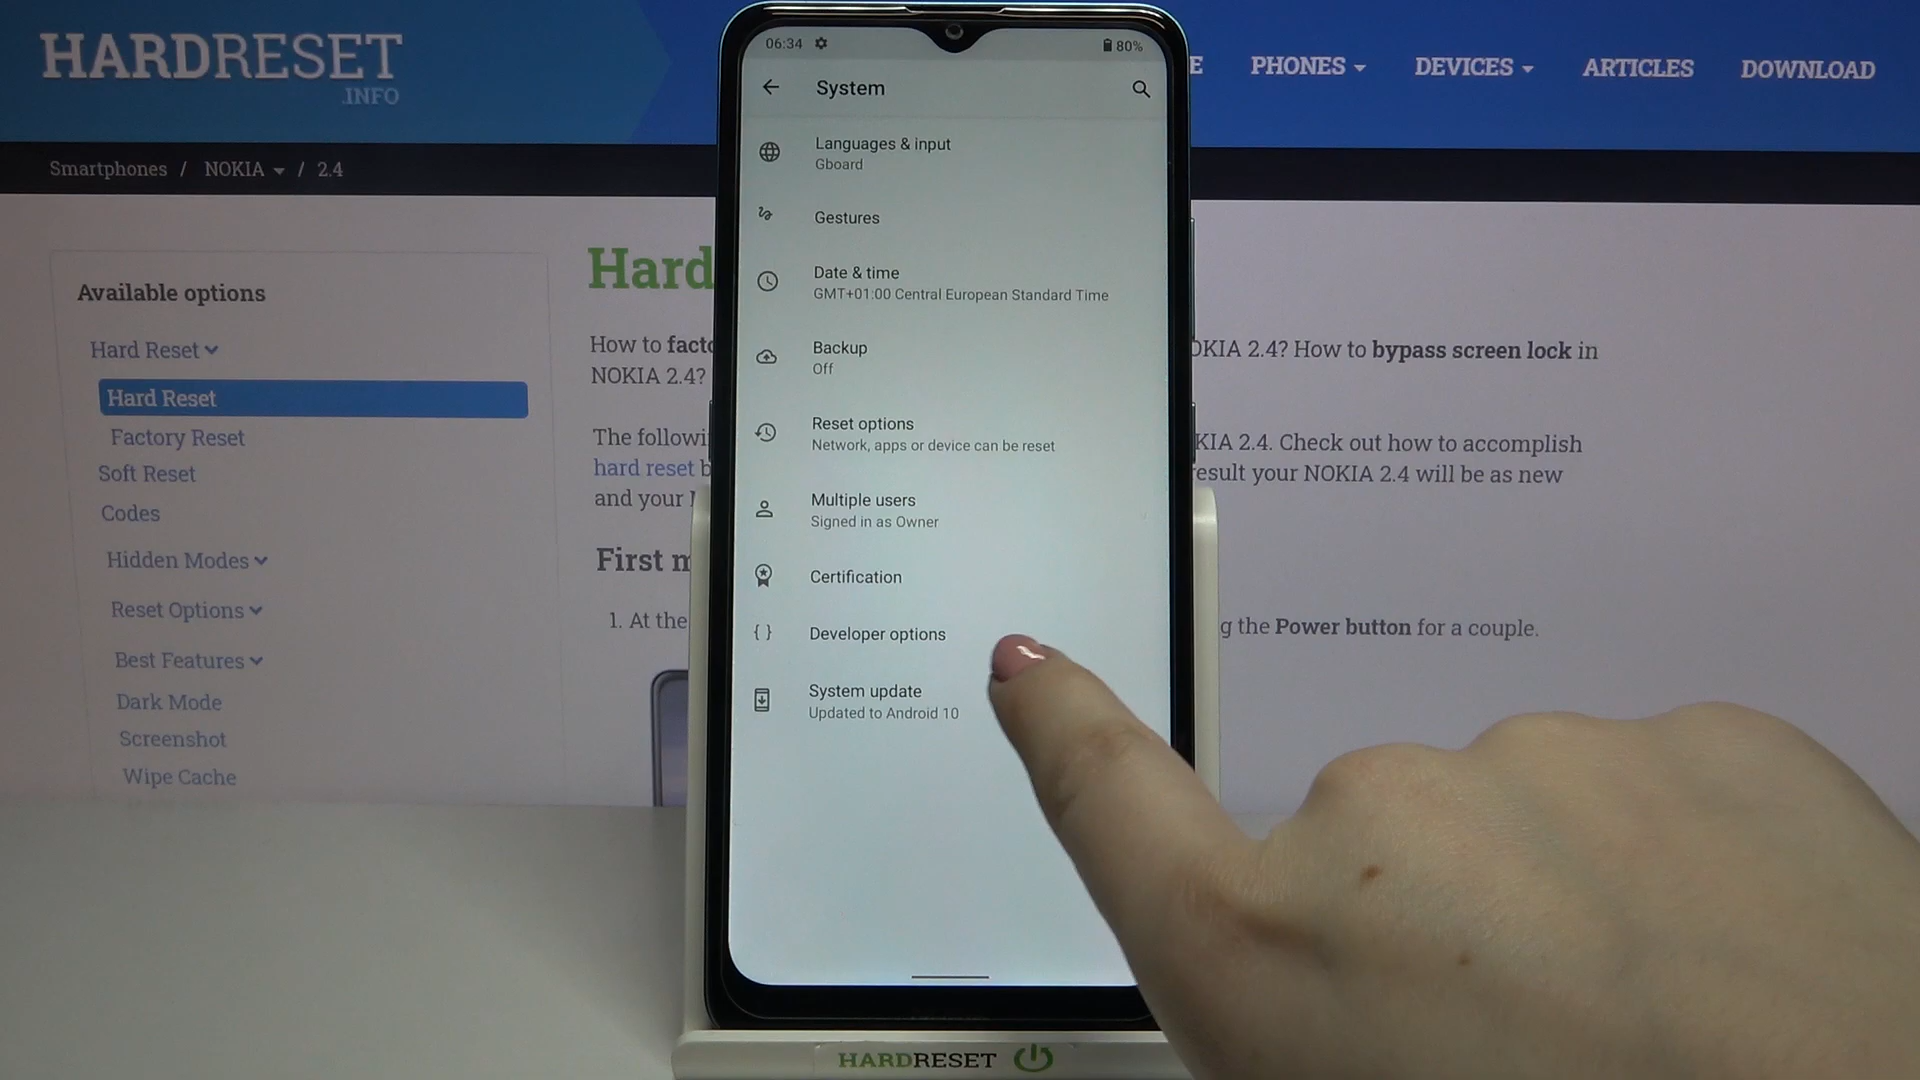 HARDRESET
.INFO
PHONES
DEVICES
ARTICLES
DOWNLOAD
Smartphones / NOKIA / 2.4
Available options
Hard Reset
Hard Reset
Factory Reset
Soft Reset
Codes
Hidden Modes
Reset Options
Best Features
Dark Mode
Screenshot
Wipe Cache
Hard
How to
NOKIA 2.4?
2.4? How to bypass screen lock in
The
2.4. Check out how to accomplish
hard reset
your NOKIA 2.4 will be as new
and your
First
1. At the
the Power button for a couple.
06:34
80%
System
Languages & input
Gboard
Gestures
Date & time
GMT+01:00 Central European Standard Time
Backup
Off
Reset options
Network, apps or device can be reset
Multiple users
Signed in as Owner
Certification
{ } Developer options
System update
Updated to Android 10
HARDRESET